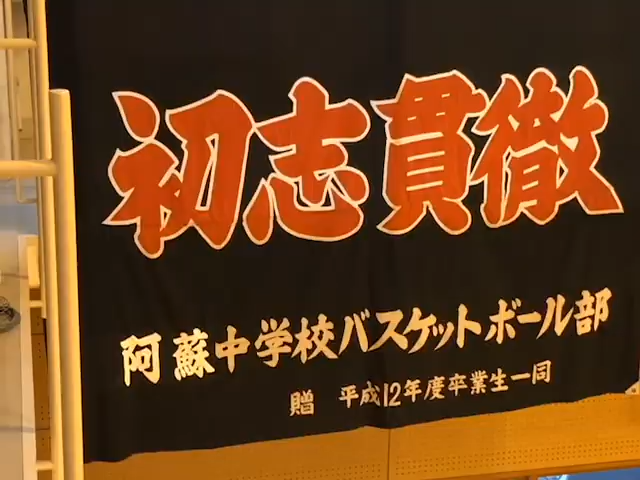 初志貫徹
阿蘇中学校バスケットボール部
贈 平成12年度卒業生一同